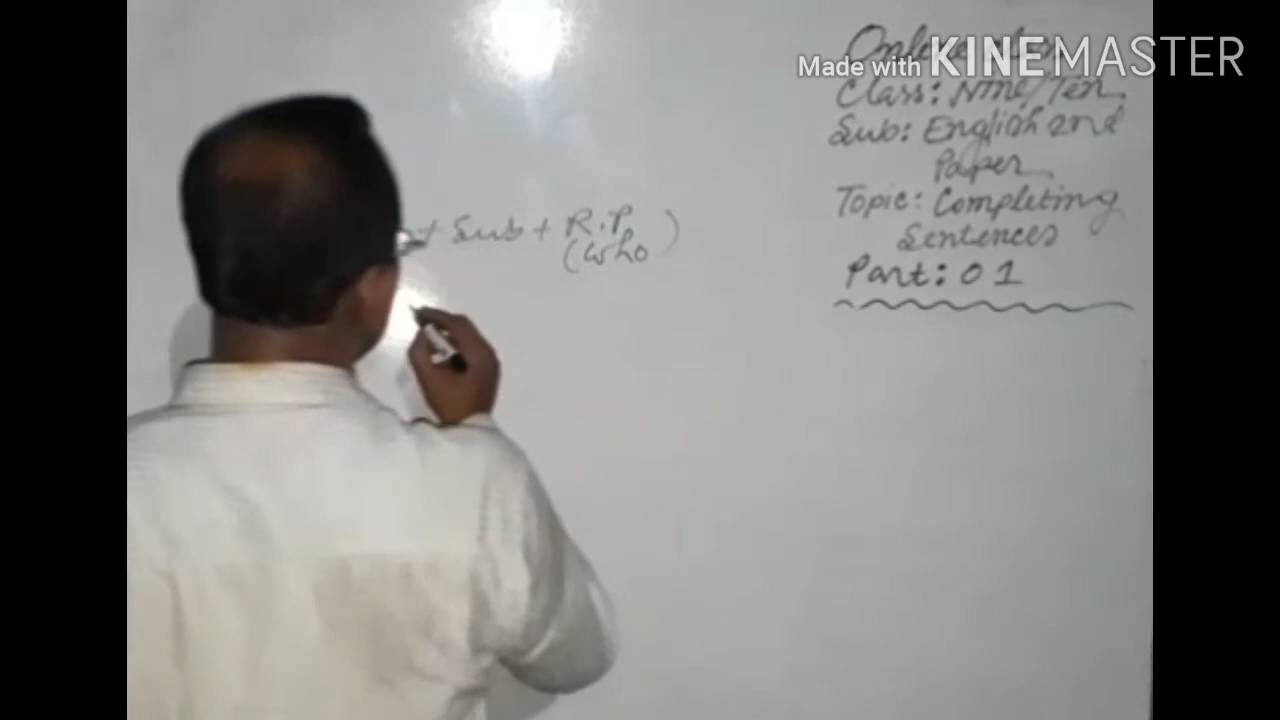 Made with KINEMASTER
Class: Nine/Ten
Sub: English 2nd
Paper
Topic: Completing
Sentences
Part: 01
+ Sub + R.P
(Who)